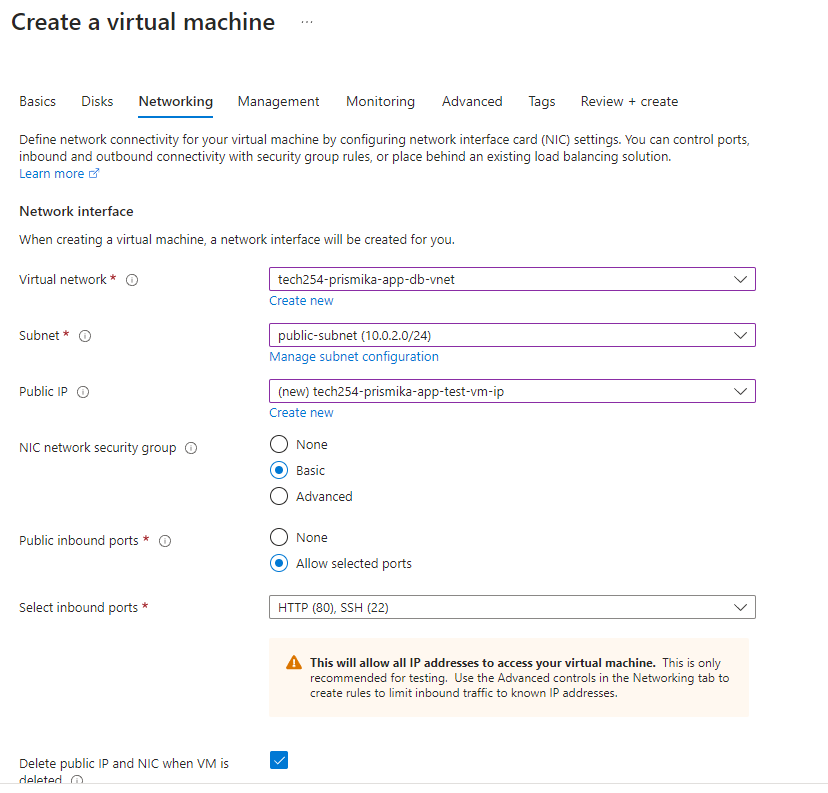 Create a virtual machine ...
Basics Disks Networking Management Monitoring Advanced Tags Review + create
Define network connectivity for your virtual machine by configuring network interface card (NIC) settings. You can control ports,
inbound and outbound connectivity with security group rules, or place behind an existing load balancing solution.
Learn more
Network interface
When creating a virtual machine, a network interface will be created for you.
Virtual network *
tech254-prismika-app-db-vnet
Create new
Subnet *
public-subnet (10.0.2.0/24)
Manage subnet configuration
Public IP
(new) tech254-prismika-app-test-vm-ip
Create new
NIC network security group
None
Basic
Advanced
Public inbound ports *
None
Allow selected ports
Select inbound ports *
HTTP (80), SSH (22)
This will allow all IP addresses to access your virtual machine. This is only
recommended for testing. Use the Advanced controls in the Networking tab to
create rules to limit inbound traffic to known IP addresses.
Delete public IP and NIC when VM is
deleted